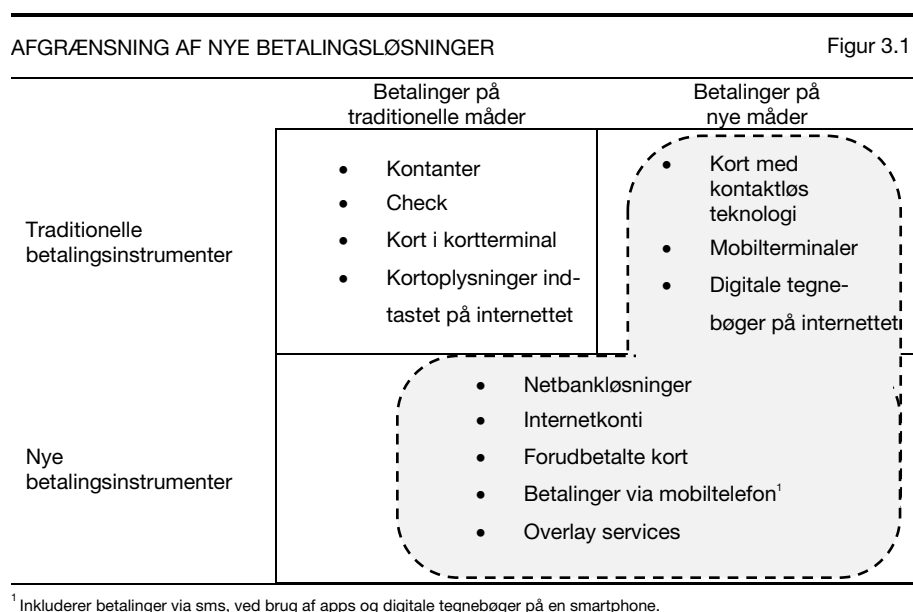 AFGRÆNSNING AF NYE BETALINGSLØSNINGER Figur 3.1
Betalinger på
traditionelle måder
Betalinger på
nye måder
Traditionelle
betalingsinstrumenter
• Kontanter
• Check
• Kort i kortterminal
• Kortoplysninger ind-
tastet på internettet
• Kort med
kontaktløs
teknologi
• Mobilterminaler
• Digitale tegne-
bøger på internettet
Nye
betalingsinstrumenter
• Netbankløsninger
• Internetkonti
• Forudbetalte kort
• Betalinger via mobiltelefon¹
• Overlay services
¹ Inkluderer betalinger via sms, ved brug af apps og digitale tegnebøger på en smartphone.